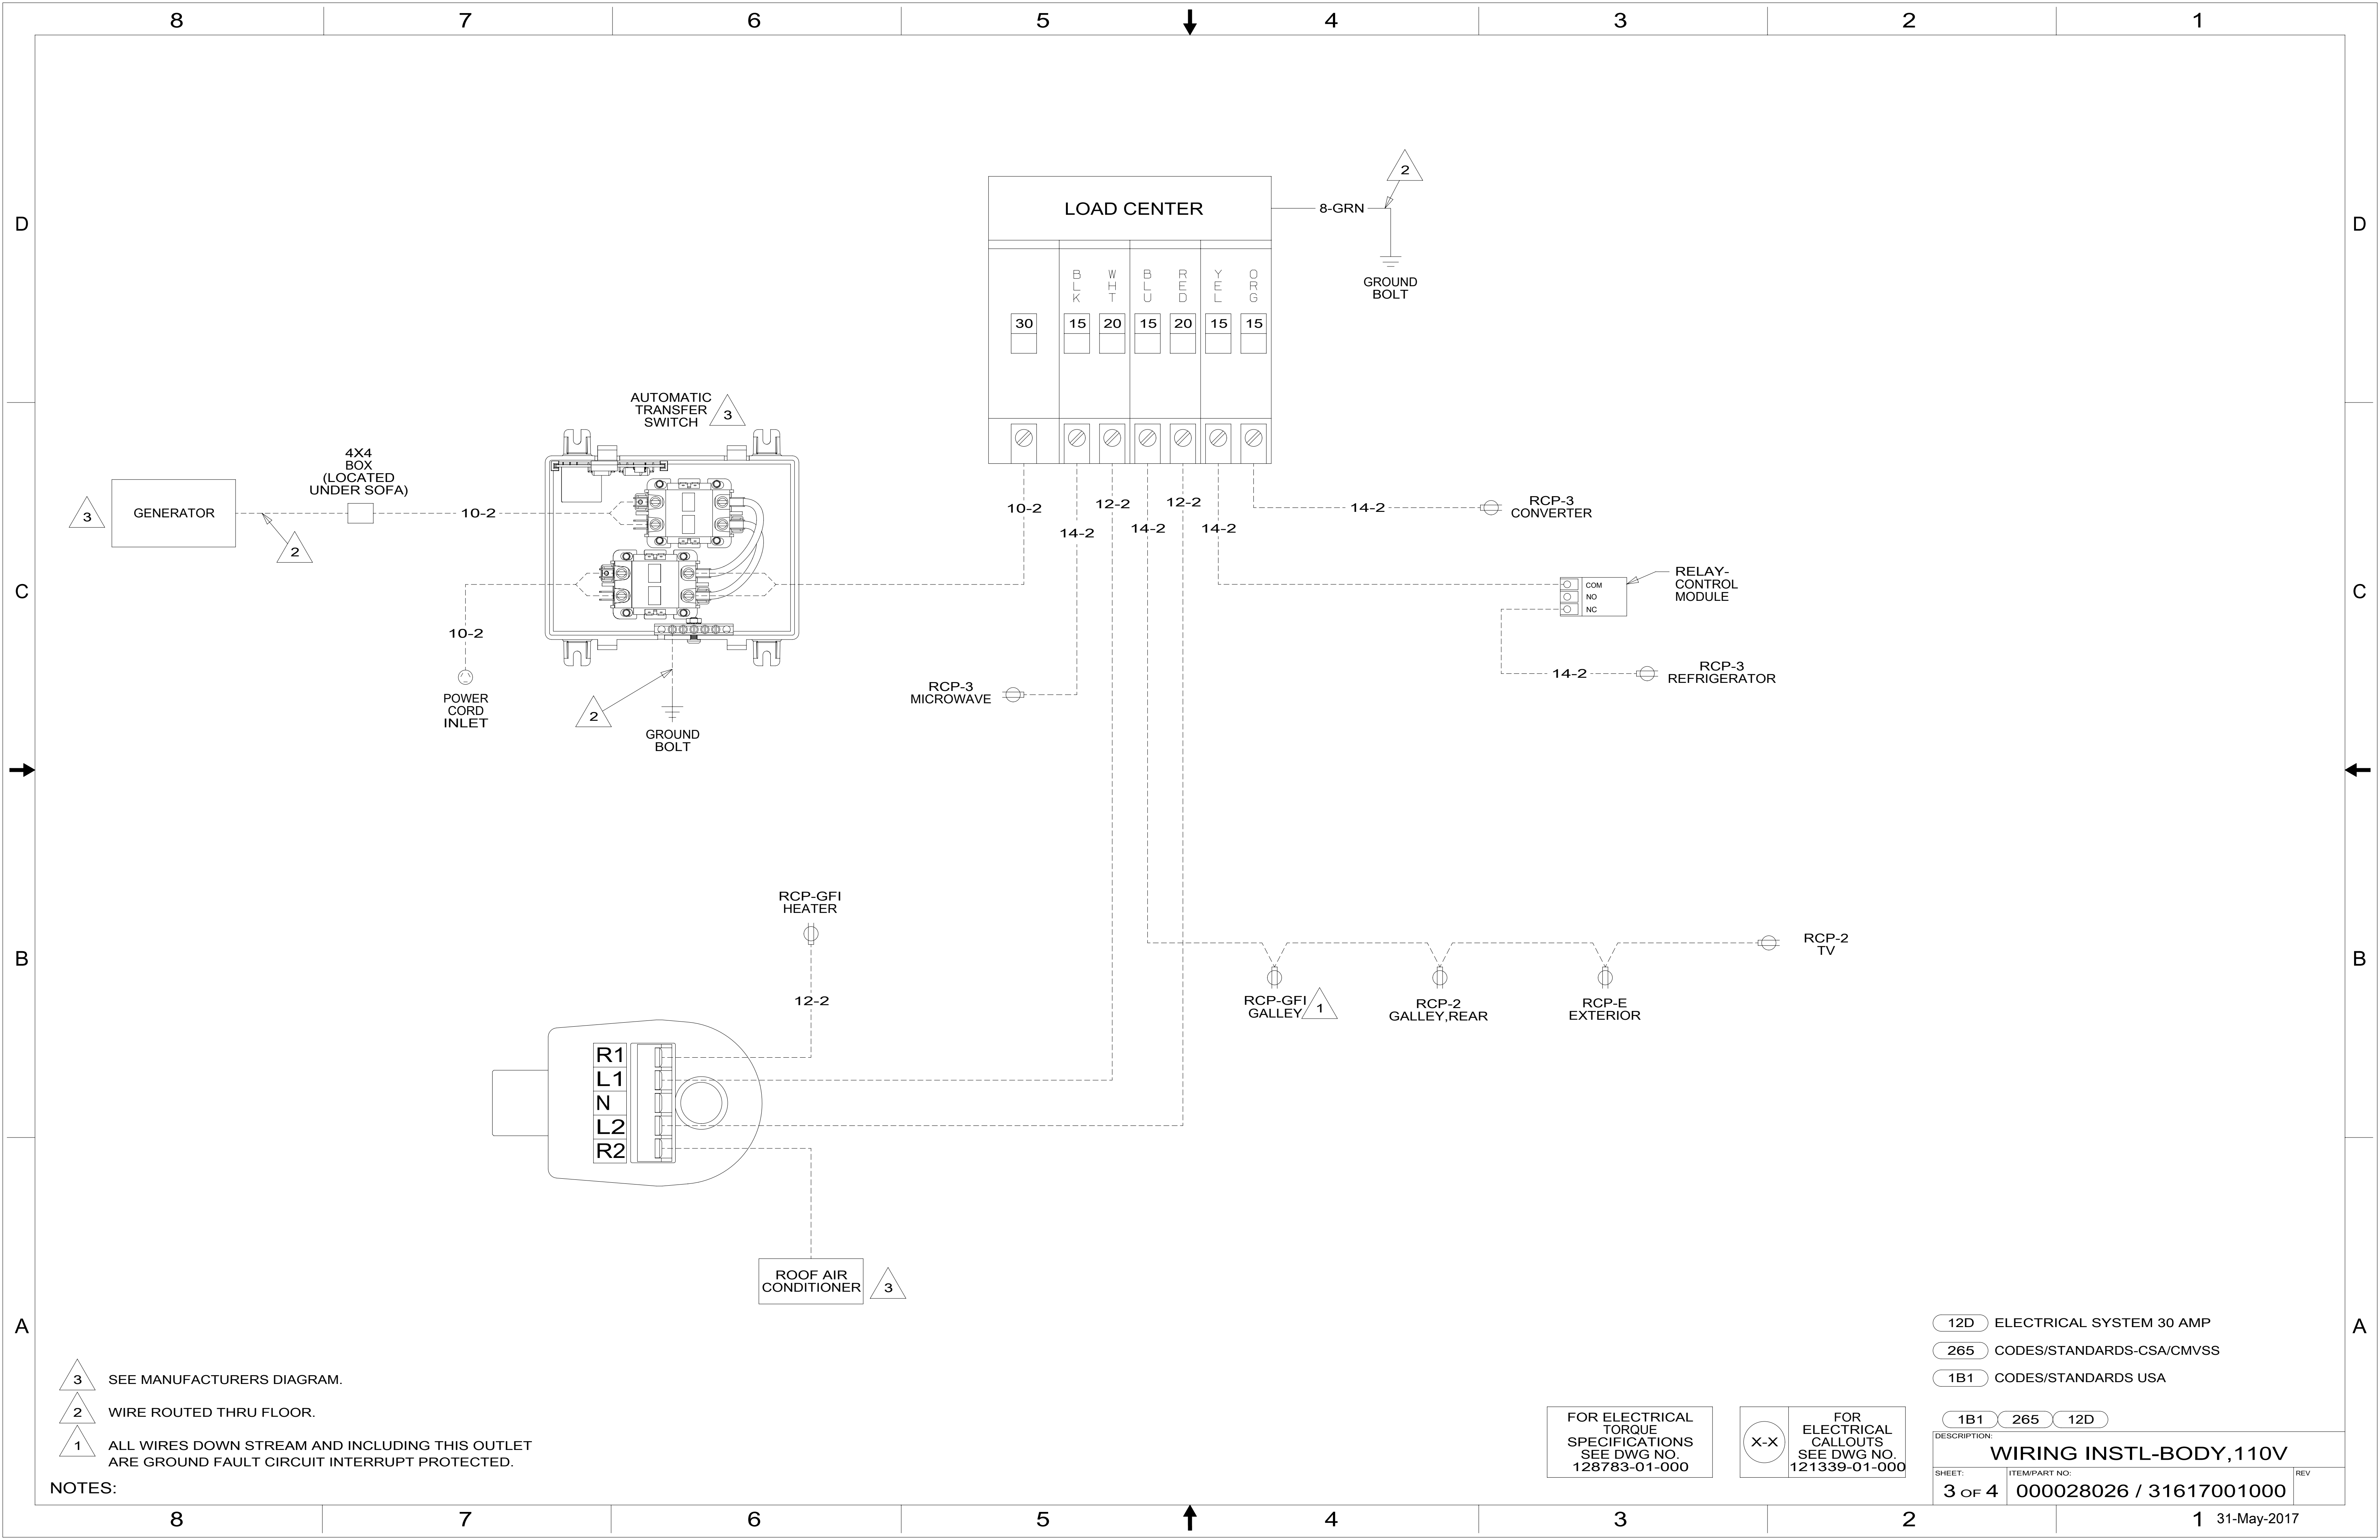 8 7 6 5 4 3 2 1
D
D
LOAD CENTER
8-GRN
2
GROUND
BOLT
BLK WHT BLU RED YEL ORG
30 15 20 15 20 15 15
AUTOMATIC
TRANSFER
SWITCH
3
4X4
BOX
(LOCATED
UNDER SOFA)
3
GENERATOR
2
10-2
10-2
POWER
CORD
INLET
2
GROUND
BOLT
10-2
14-2
12-2
14-2
12-2
14-2
14-2
RCP-3
CONVERTER
C
C
COM
NO
NC
RELAY-
CONTROL
MODULE
14-2
RCP-3
REFRIGERATOR
RCP-3
MICROWAVE
RCP-GFI
HEATER
12-2
B
B
RCP-GFI
GALLEY
1
RCP-2
GALLEY,REAR
RCP-E
EXTERIOR
RCP-2
TV
R1
L1
N
L2
R2
ROOF AIR
CONDITIONER
3
A
A
3 SEE MANUFACTURERS DIAGRAM.
2 WIRE ROUTED THRU FLOOR.
1 ALL WIRES DOWN STREAM AND INCLUDING THIS OUTLET
ARE GROUND FAULT CIRCUIT INTERRUPT PROTECTED.
NOTES:
12D ELECTRICAL SYSTEM 30 AMP
265 CODES/STANDARDS-CSA/CMVSS
1B1 CODES/STANDARDS USA
FOR ELECTRICAL
TORQUE
SPECIFICATIONS
SEE DWG NO.
128783-01-000
X-X
FOR
ELECTRICAL
CALLOUTS
SEE DWG NO.
121339-01-000
1B1 265 12D
DESCRIPTION:
WIRING INSTL-BODY,110V
SHEET: ITEM/PART NO: REV
3 OF 4 000028026 / 31617001000
8 7 6 5 4 3 2 1
31-May-2017